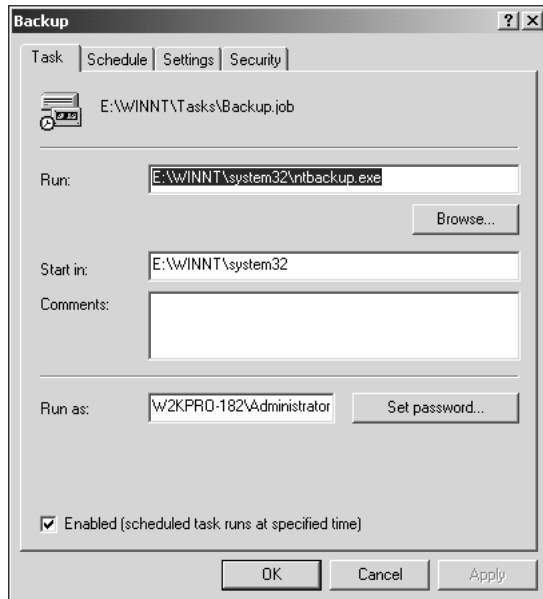 Backup
Task Schedule Settings Security
E:\WINNT\Tasks\Backup.job
Run: E:\WINNT\system32\ntbackup.exe
Browse...
Start in: E:\WINNT\system32
Comments:
Run as: W2KPRO-182\Administrator Set password...
Enabled (scheduled task runs at specified time)
OK Cancel Apply